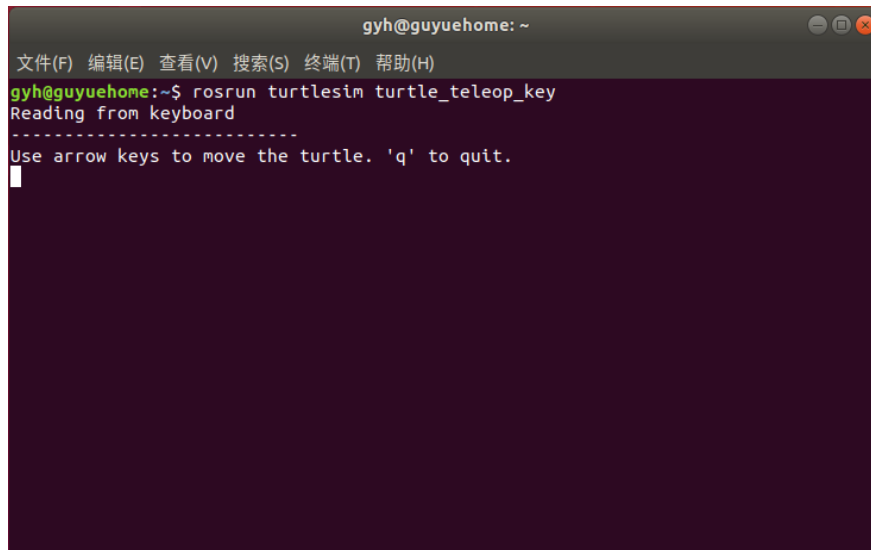 gyh@guyuehome: ~
文件(F) 编辑(E) 查看(V) 搜索(S) 终端(T) 帮助(H)
gyh@guyuehome:~$ rosrun turtlesim turtle_teleop_key
Reading from keyboard
---------------------------
Use arrow keys to move the turtle. 'q' to quit.